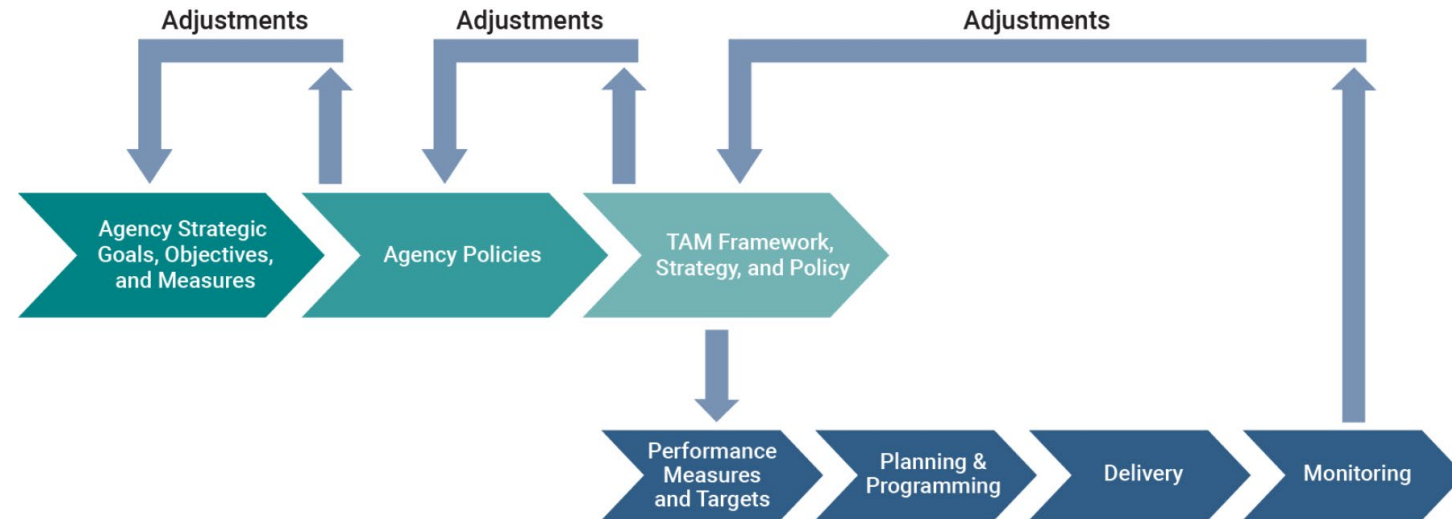 Adjustments
Adjustments
Adjustments
Agency Strategic
Goals, Objectives,
and Measures
Agency Policies
TAM Framework,
Strategy, and Policy
Performance
Measures
and Targets
Planning &
Programming
Delivery
Monitoring